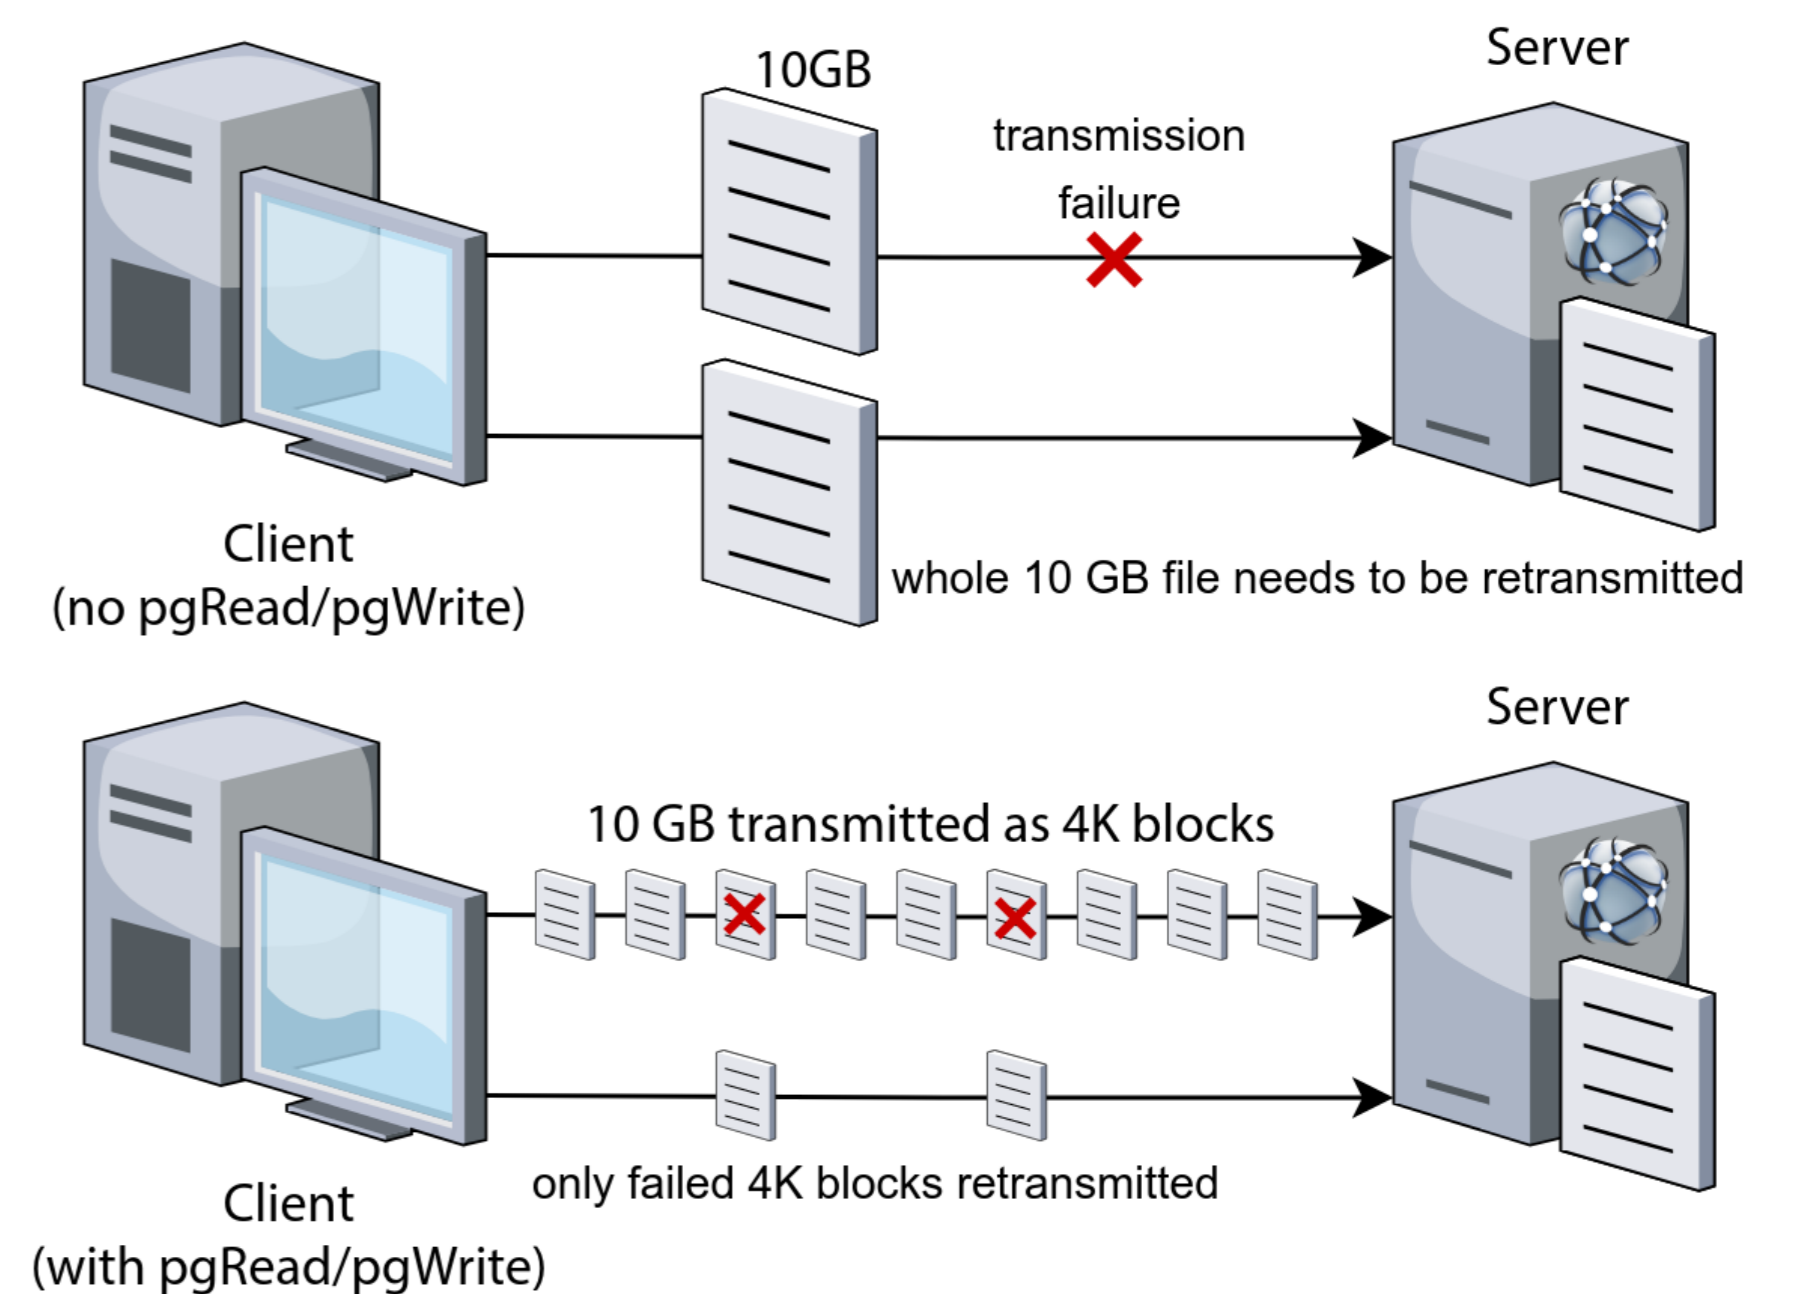 10GB
Server
transmission
failure
Client
(no pgRead/pgWrite)
whole 10 GB file needs to be retransmitted
Server
10 GB transmitted as 4K blocks
only failed 4K blocks retransmitted
Client
(with pgRead/pgWrite)